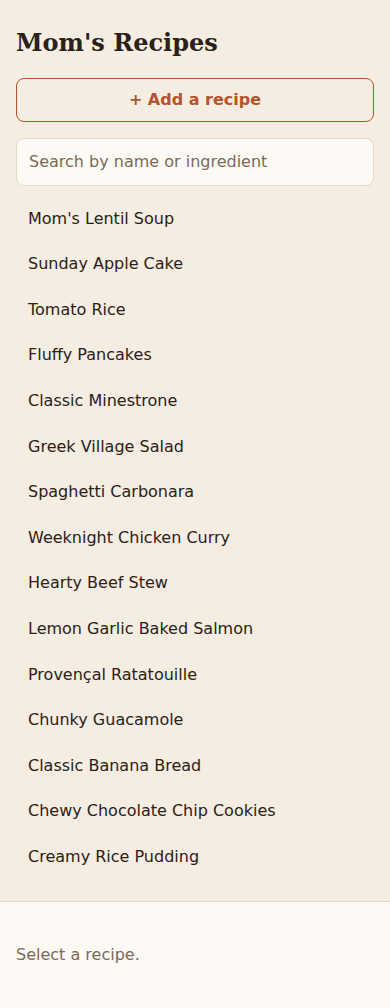 Mom's Recipes
+ Add a recipe
Search by name or ingredient
Mom's Lentil Soup
Sunday Apple Cake
Tomato Rice
Fluffy Pancakes
Classic Minestrone
Greek Village Salad
Spaghetti Carbonara
Weeknight Chicken Curry
Hearty Beef Stew
Lemon Garlic Baked Salmon
Provençal Ratatouille
Chunky Guacamole
Classic Banana Bread
Chewy Chocolate Chip Cookies
Creamy Rice Pudding
Select a recipe.